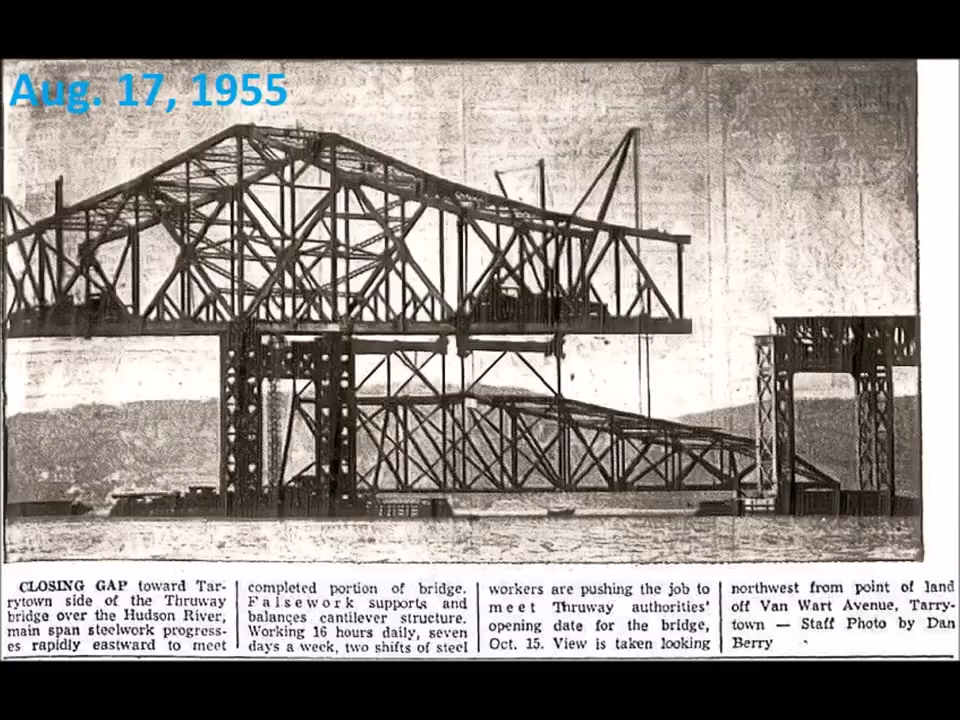 Aug. 17, 1955
CLOSING GAP toward Tar-
rytown side of the Thruway
bridge over the Hudson River,
main span steelwork progress-
es rapidly eastward to meet
completed portion of bridge.
Falsework supports and
balances cantilever structure.
Working 16 hours daily, seven
days a week, two shifts of steel
workers are pushing the job to
meet Thruway authorities'
opening date for the bridge,
Oct. 15. View is taken looking
northwest from point of land
off Van Wart Avenue, Tarry-
town — Staff Photo by Dan
Berry